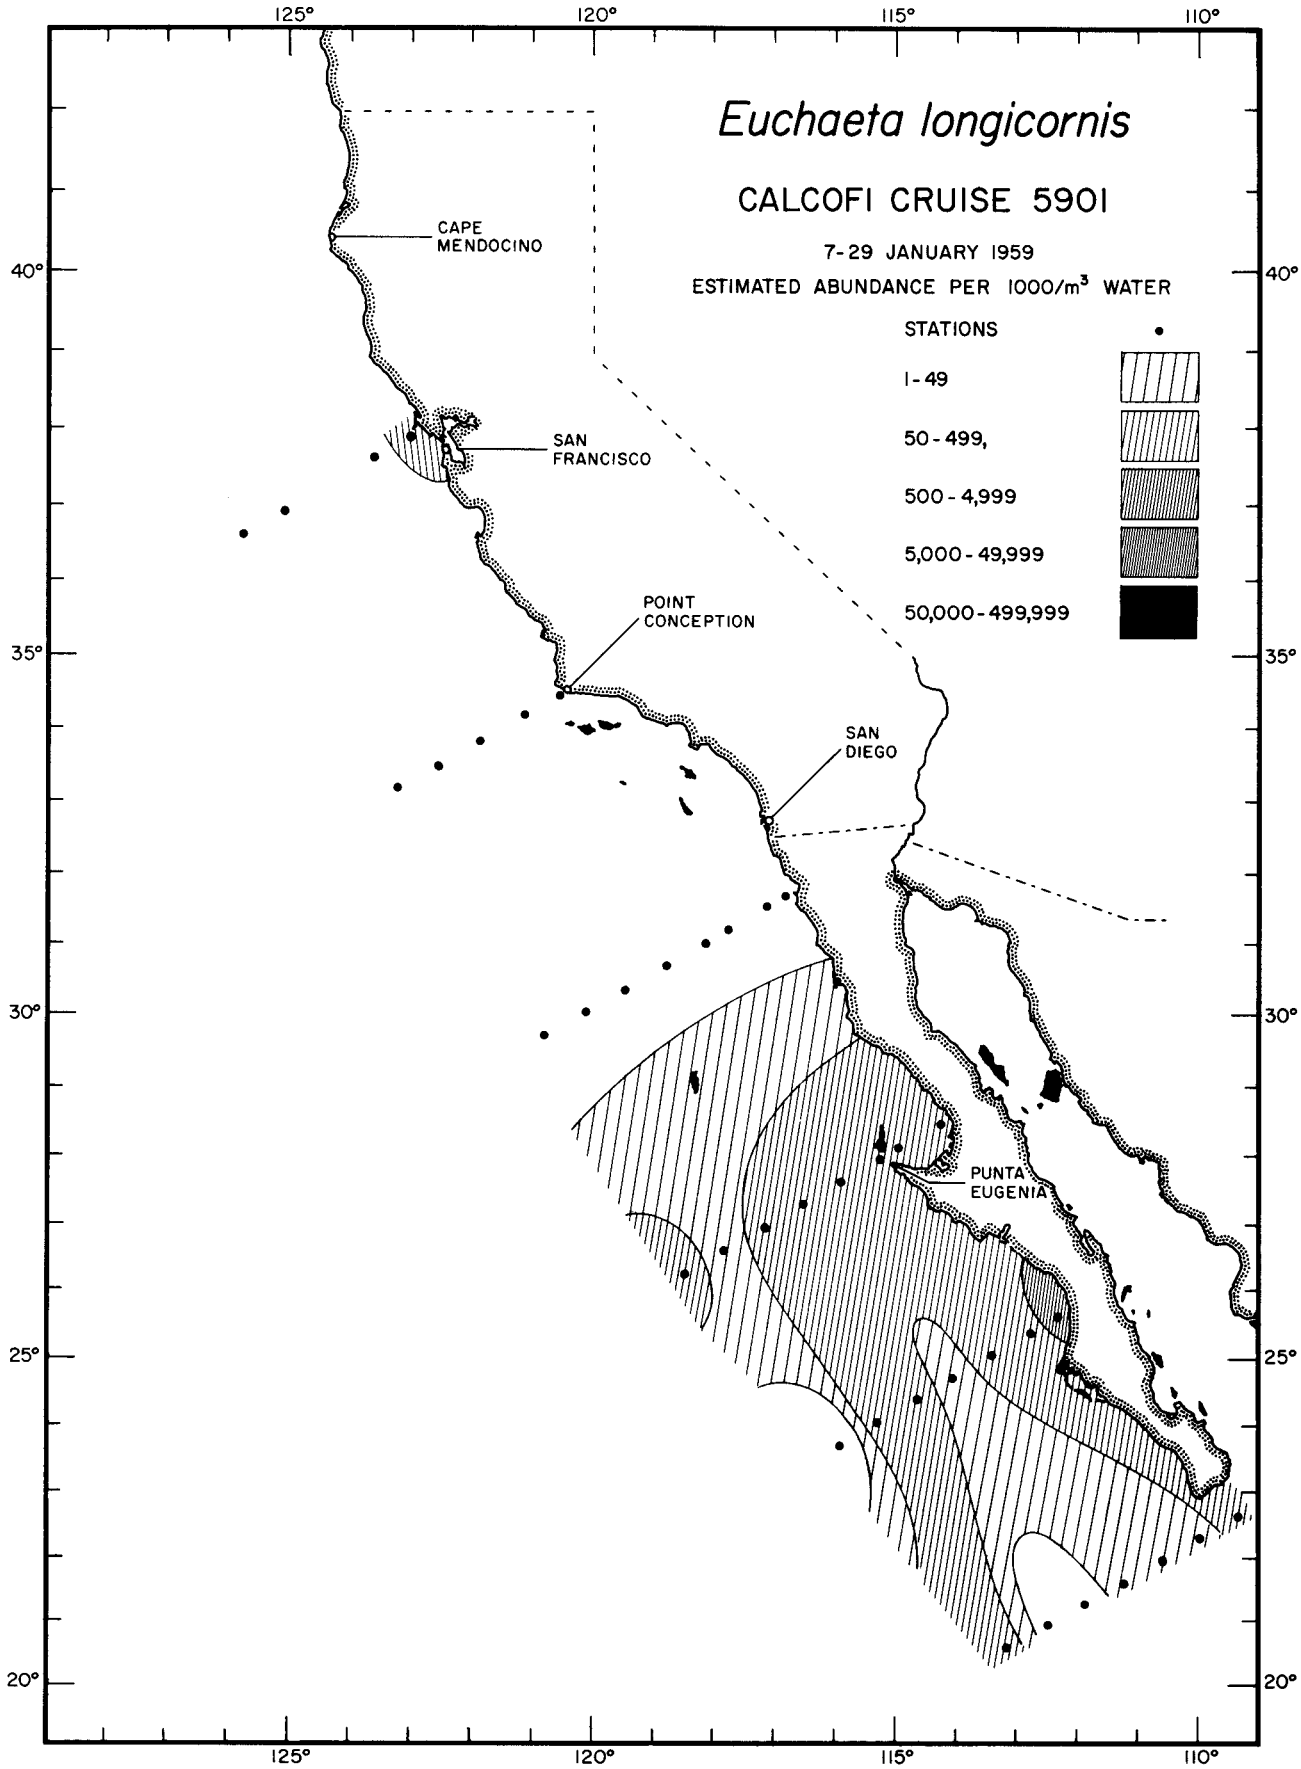 125° 120° 115° 110°
Euchaeta longicornis
CALCOFI CRUISE 5901
7-29 JANUARY 1959
ESTIMATED ABUNDANCE PER 1000/m³ WATER
STATIONS
1-49
50-499,
500-4,999
5,000-49,999
50,000-499,999
CAPE
MENDOCINO
40° 40°
SAN
FRANCISCO
POINT
CONCEPTION
35° 35°
SAN
DIEGO
30° 30°
PUNTA
EUGENIA
25° 25°
20° 20°
125° 120° 115° 110°